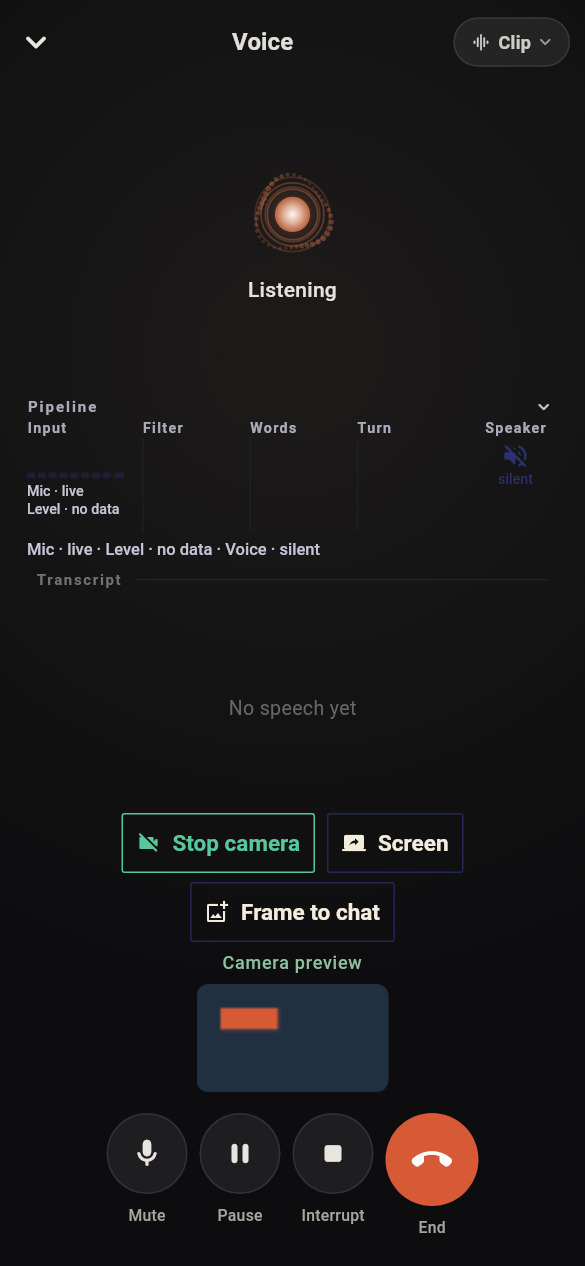 Voice
Clip
Listening
Pipeline
Input Filter Words Turn Speaker
silent
Mic · live
Level · no data
Mic · live · Level · no data · Voice · silent
Transcript
No speech yet
Stop camera
Screen
Frame to chat
Camera preview
Mute Pause Interrupt End